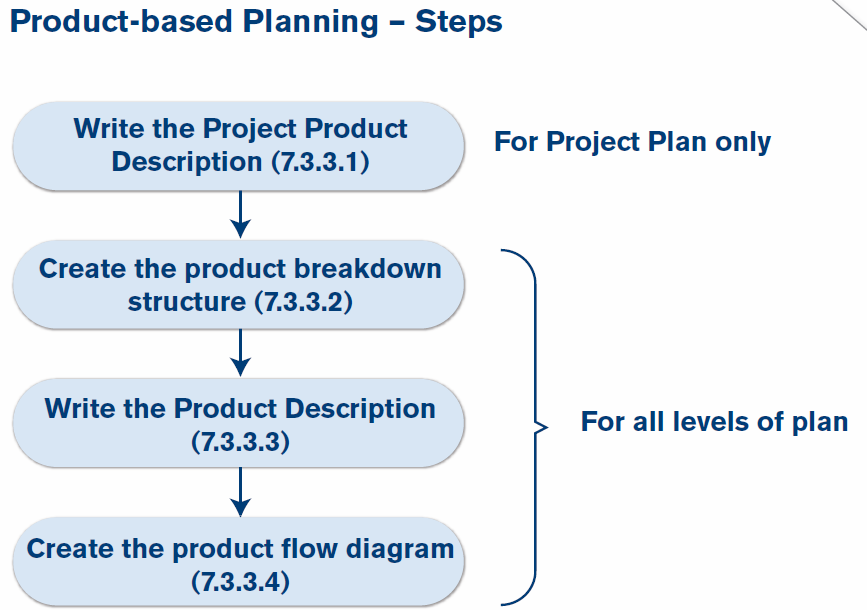 Product-based Planning – Steps
Write the Project Product
Description (7.3.3.1)
For Project Plan only
Create the product breakdown
structure (7.3.3.2)
Write the Product Description
(7.3.3.3)
For all levels of plan
Create the product flow diagram
(7.3.3.4)